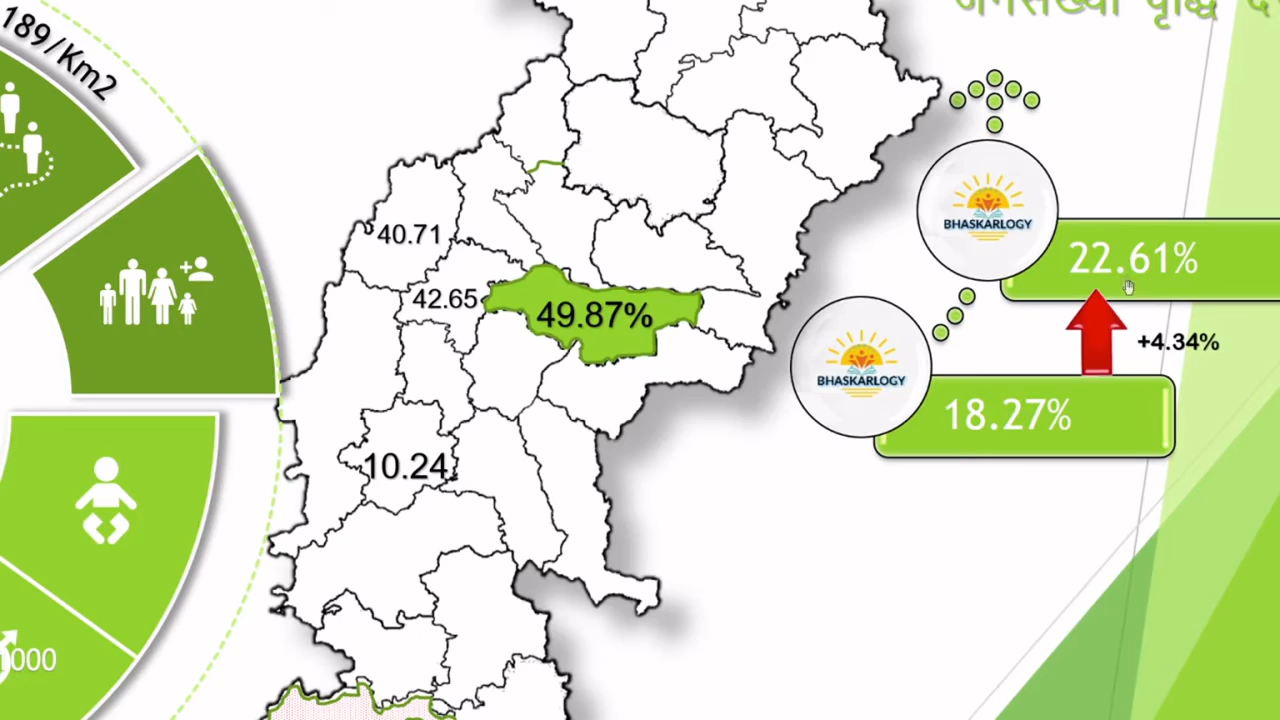 189/Km2
40.71
42.65
49.87%
10.24
BHASKARLOGY
22.61%
+4.34%
BHASKARLOGY
18.27%
000